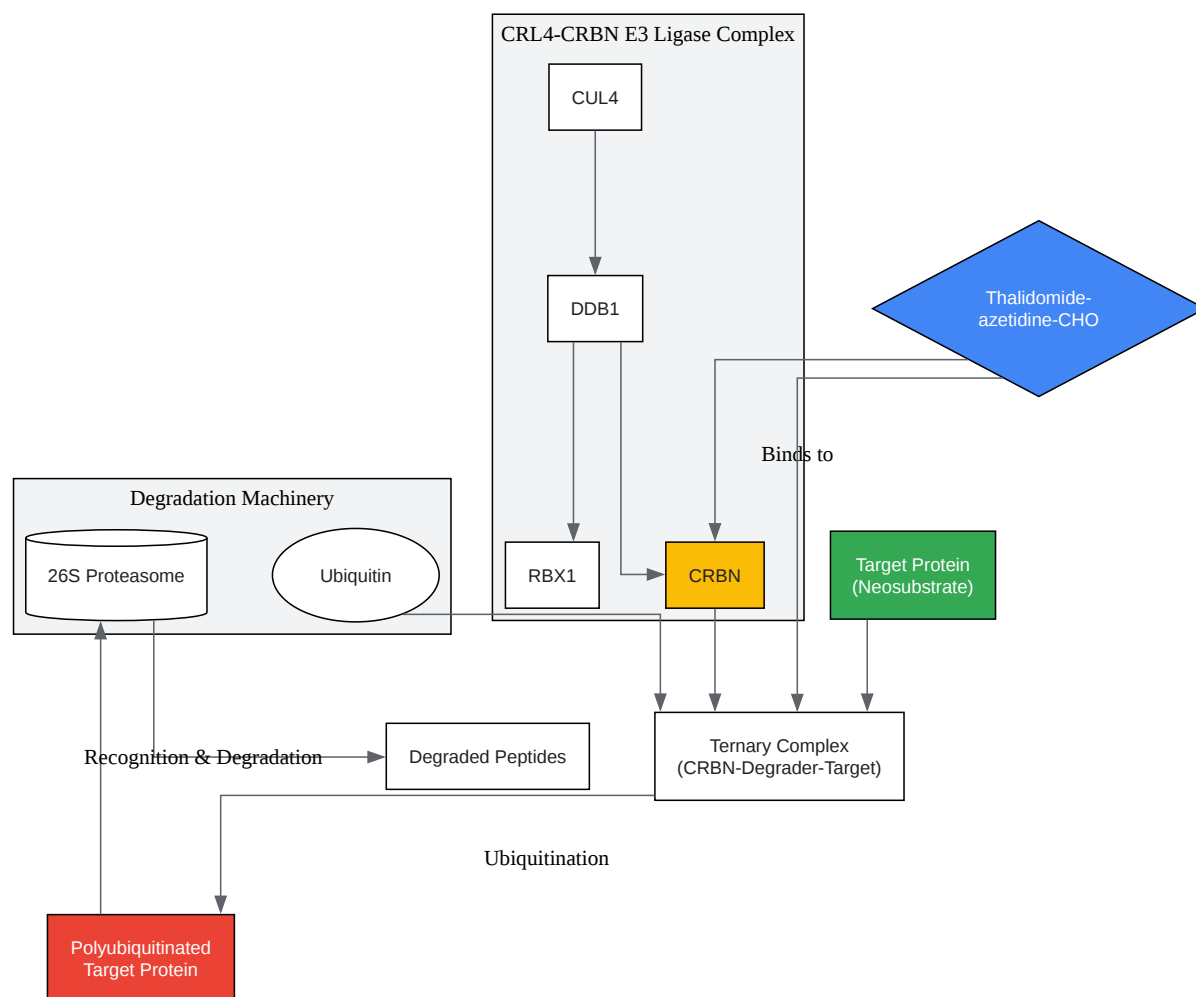 CRL4-CRBN E3 Ligase Complex
CUL4
DDB1
Thalidomide-
azetidine-CHO
Binds to
Degradation Machinery
26S Proteasome
Ubiquitin
RBX1
CRBN
Target Protein
(Neosubstrate)
Recognition & Degradation
Degraded Peptides
Ternary Complex
(CRBN-Degrader-Target)
Ubiquitination
Polyubiquitinated
Target Protein